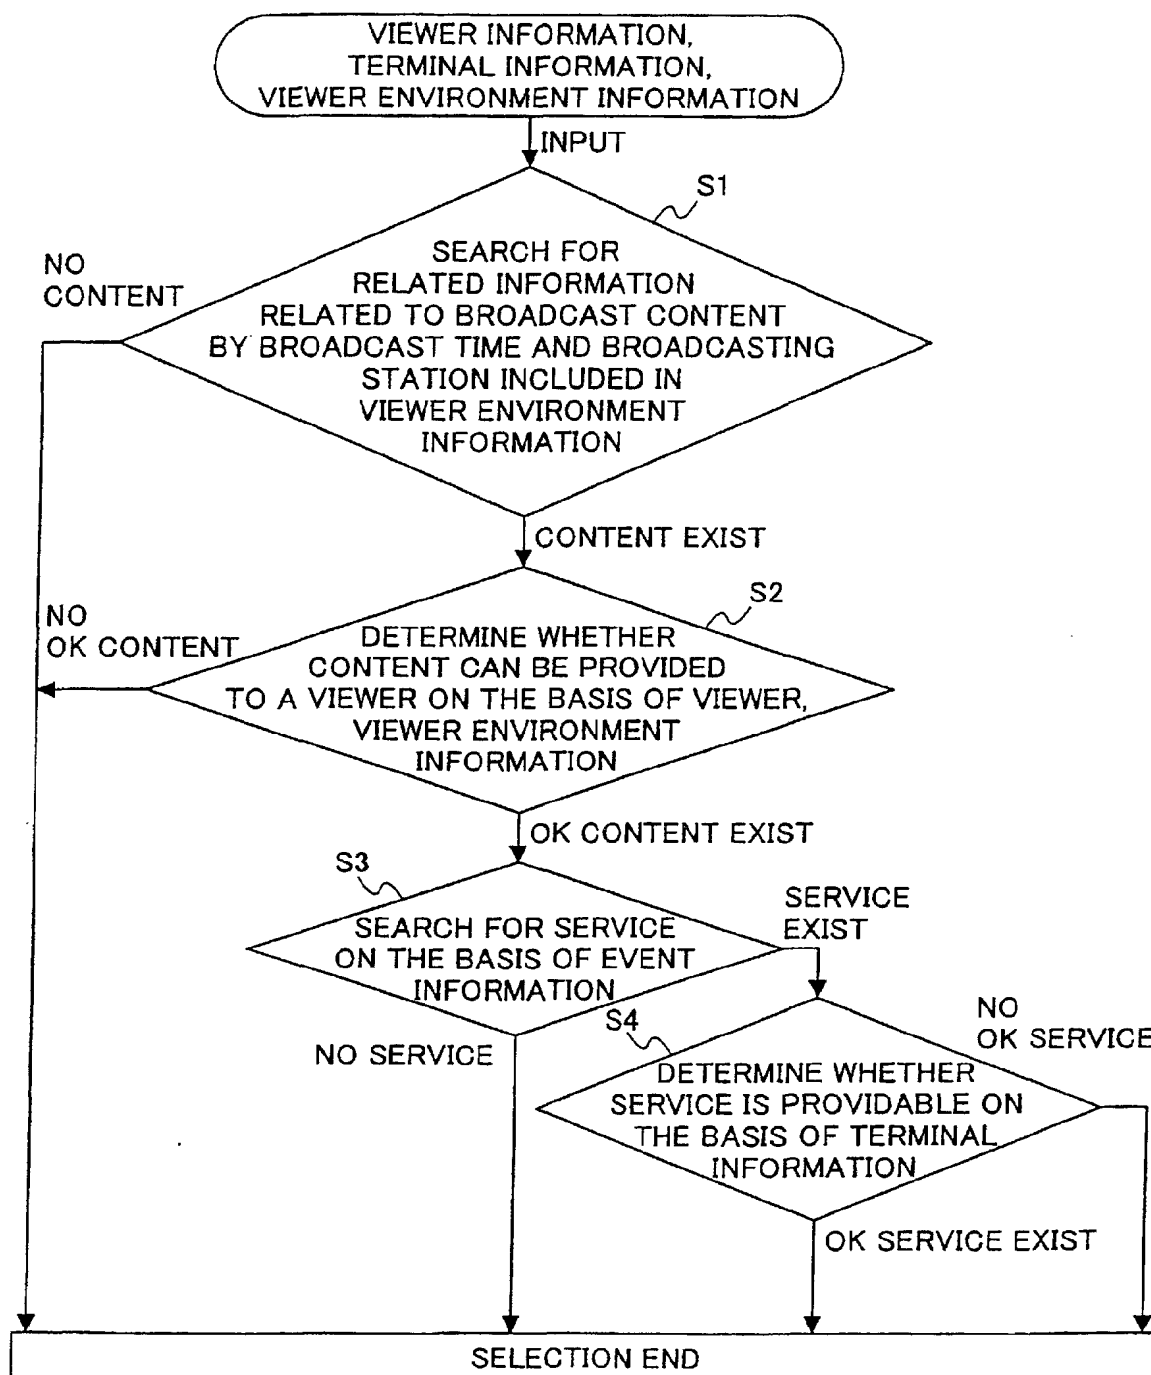 VIEWER INFORMATION,
TERMINAL INFORMATION,
VIEWER ENVIRONMENT INFORMATION
INPUT
S1
SEARCH FOR
RELATED INFORMATION
RELATED TO BROADCAST CONTENT
BY BROADCAST TIME AND BROADCASTING
STATION INCLUDED IN
VIEWER ENVIRONMENT
INFORMATION
NO
CONTENT
CONTENT EXIST
S2
NO
OK CONTENT
DETERMINE WHETHER
CONTENT CAN BE PROVIDED
TO A VIEWER ON THE BASIS OF VIEWER,
VIEWER ENVIRONMENT
INFORMATION
OK CONTENT EXIST
S3
SEARCH FOR SERVICE
ON THE BASIS OF EVENT
INFORMATION
SERVICE
EXIST
NO SERVICE
S4
NO
OK SERVICE
DETERMINE WHETHER
SERVICE IS PROVIDABLE ON
THE BASIS OF TERMINAL
INFORMATION
OK SERVICE EXIST
SELECTION END